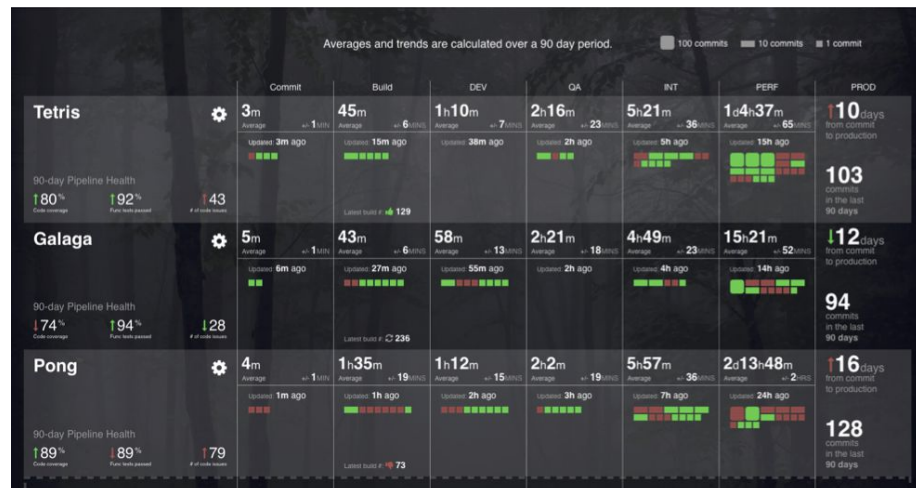 Averages and trends are calculated over a 90 day period. 100 commits 10 commits 1 commit
Commit Build DEV QA INT PERF PROD
Tetris
3m 45m 1h10m 2h16m 5h21m 1d4h37m ↑10days
Average +/- 1MIN Average +/- 6MINS Average +/- 7MINS Average +/- 23MINS Average +/- 36MINS Average +/- 65MINS from commit
to production
Updated: 3m ago Updated: 15m ago Updated: 38m ago Updated: 2h ago Updated: 5h ago Updated: 15h ago
103
commits
in the last
90 days
90-day Pipeline Health
↑80% ↑92% ↑43
Code coverage Func tests passed # of code issues
Latest build #: 129
Galaga
5m 43m 58m 2h21m 4h49m 15h21m ↓12days
Average +/- 1MIN Average +/- 6MINS Average +/- 13MINS Average +/- 18MINS Average +/- 23MINS Average +/- 52MINS from commit
to production
Updated: 6m ago Updated: 27m ago Updated: 55m ago Updated: 2h ago Updated: 4h ago Updated: 14h ago
94
commits
in the last
90 days
90-day Pipeline Health
↓74% ↑94% ↓28
Code coverage Func tests passed # of code issues
Latest build #: 236
Pong
4m 1h35m 1h12m 2h2m 5h57m 2d13h48m ↑16days
Average +/- 1MIN Average +/- 19MINS Average +/- 15MINS Average +/- 19MINS Average +/- 36MINS Average +/- 2HRS from commit
to production
Updated: 1m ago Updated: 1h ago Updated: 2h ago Updated: 3h ago Updated: 7h ago Updated: 24h ago
128
commits
in the last
90 days
90-day Pipeline Health
↑89% ↓89% ↑79
Code coverage Func tests passed # of code issues
Latest build #: 73